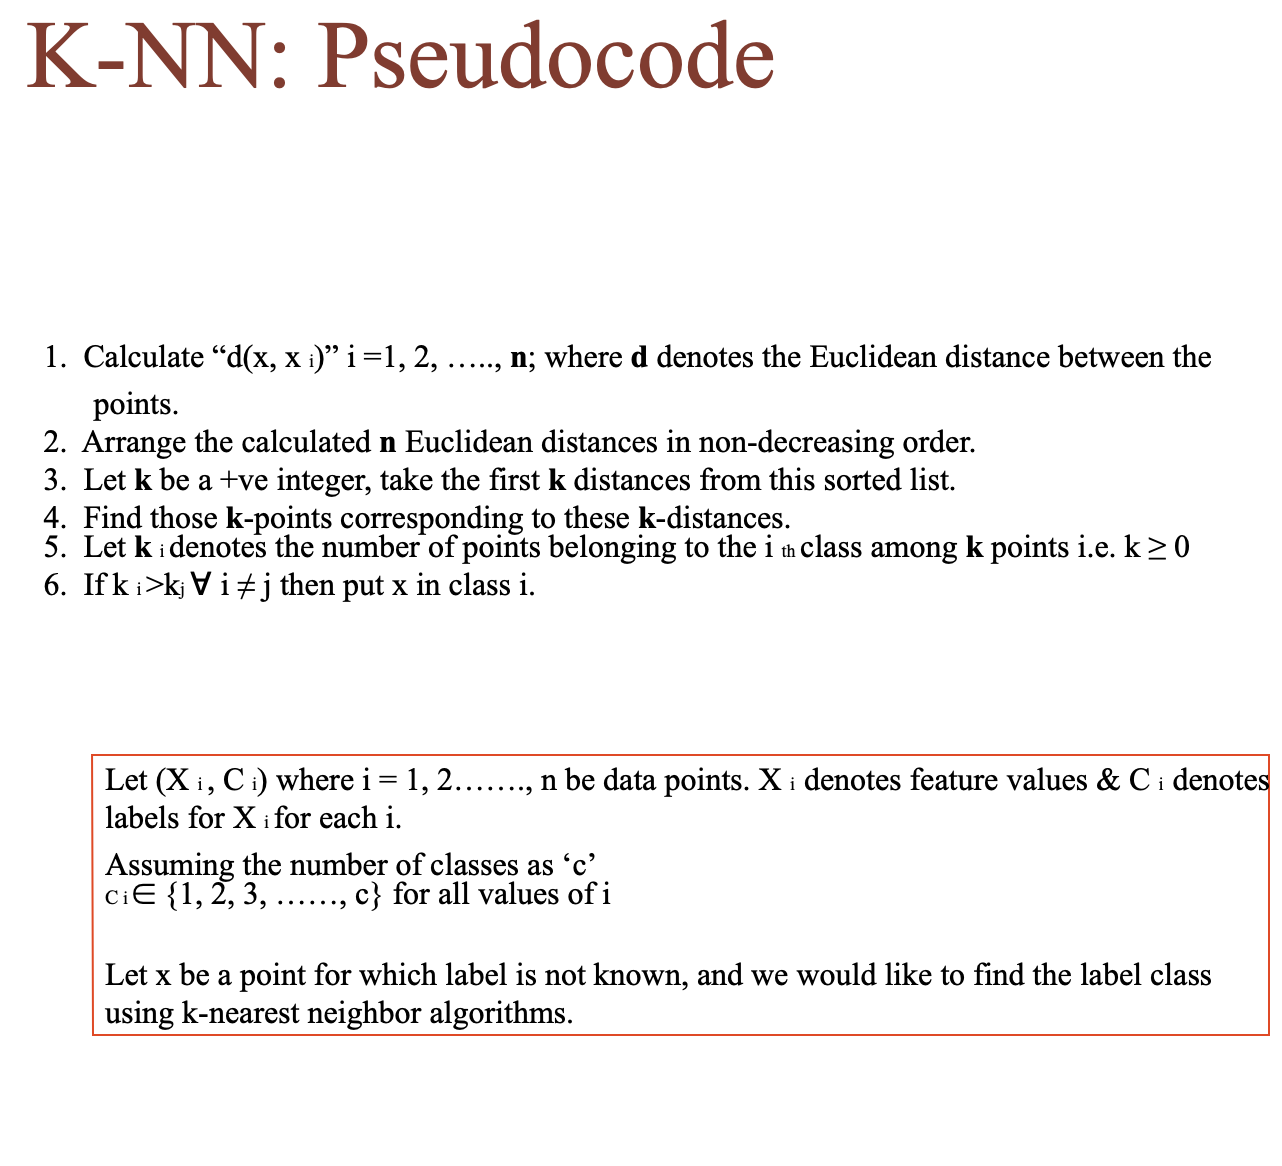 K-NN: Pseudocode
1. Calculate “d(x, x i)” i =1, 2, ….., n; where d denotes the Euclidean distance between the
points.
2. Arrange the calculated n Euclidean distances in non-decreasing order.
3. Let k be a +ve integer, take the first k distances from this sorted list.
4. Find those k-points corresponding to these k-distances.
5. Let k i denotes the number of points belonging to the i th class among k points i.e. k ≥ 0
6. If k i >kj ∀ i ≠ j then put x in class i.
Let (X i , C i) where i = 1, 2……., n be data points. X i denotes feature values & C i denotes
labels for X i for each i.
Assuming the number of classes as ‘c’
C i ∈ {1, 2, 3, ……, c} for all values of i
Let x be a point for which label is not known, and we would like to find the label class
using k-nearest neighbor algorithms.